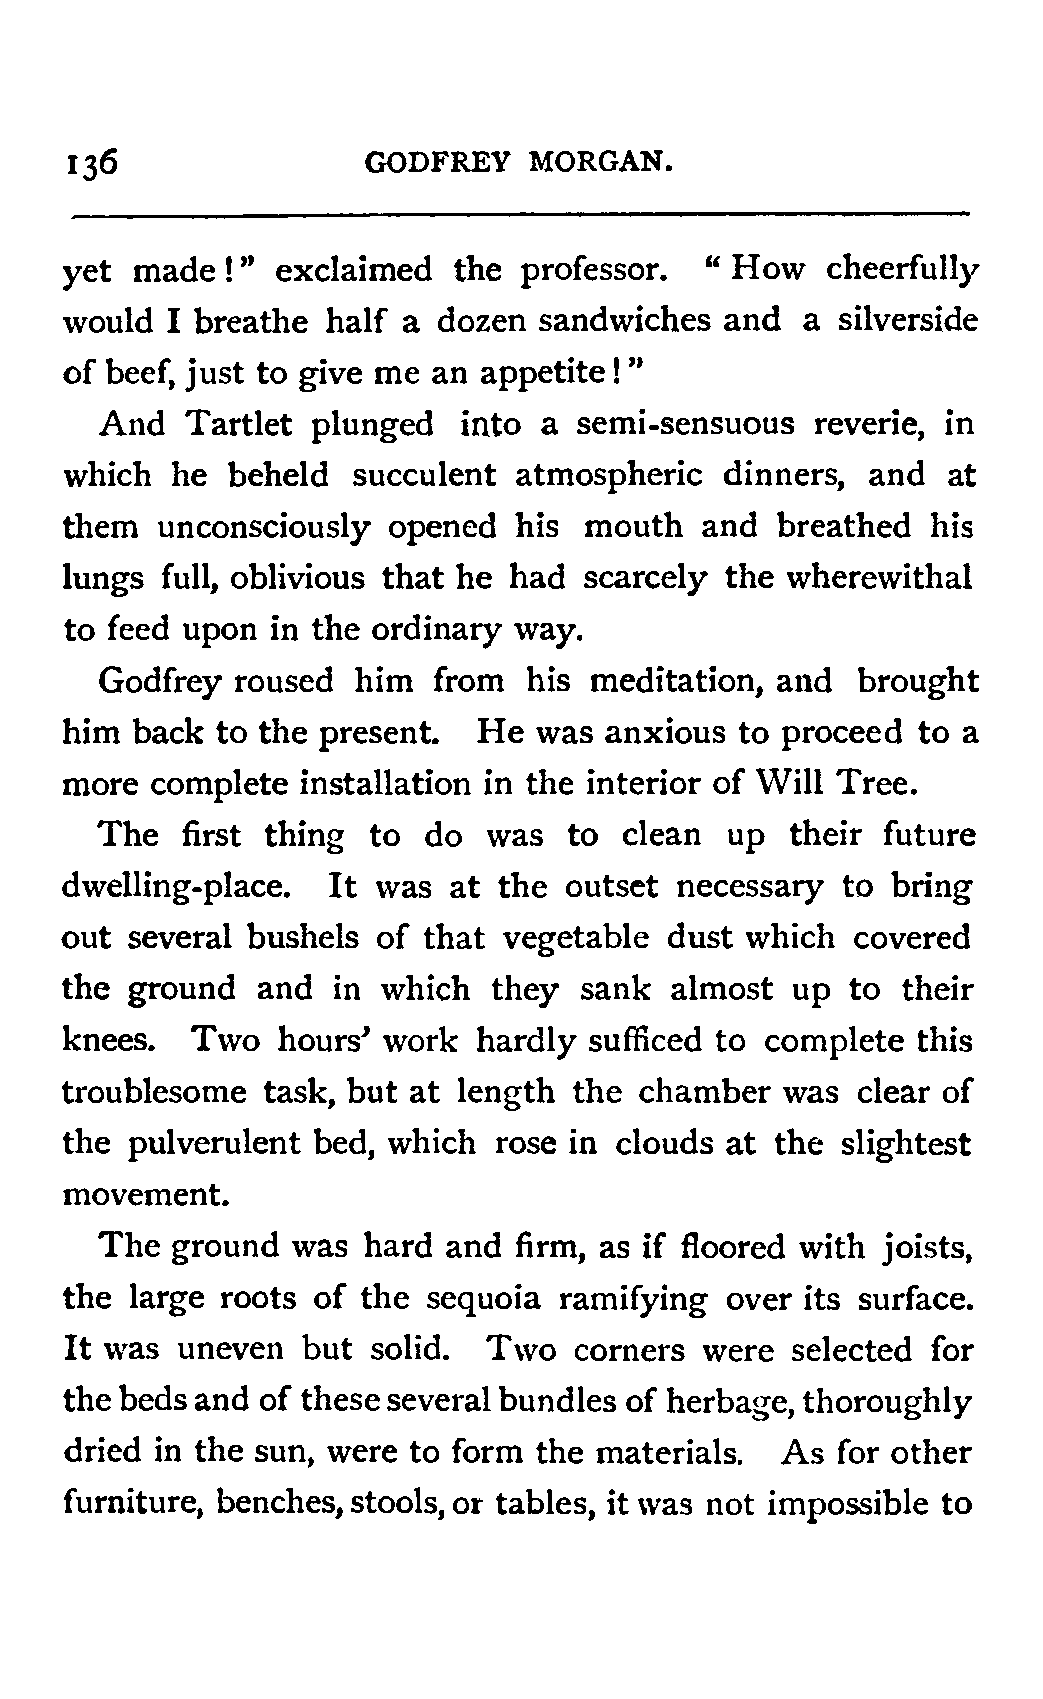 136 GODFREY MORGAN.
yet made!" exclaimed the professor. "How cheerfully
would I breathe half a dozen sandwiches and a silverside
of beef, just to give me an appetite!"
And Tartlet plunged into a semi-sensuous reverie, in
which he beheld succulent atmospheric dinners, and at
them unconsciously opened his mouth and breathed his
lungs full, oblivious that he had scarcely the wherewithal
to feed upon in the ordinary way.
Godfrey roused him from his meditation, and brought
him back to the present. He was anxious to proceed to a
more complete installation in the interior of Will Tree.
The first thing to do was to clean up their future
dwelling-place. It was at the outset necessary to bring
out several bushels of that vegetable dust which covered
the ground and in which they sank almost up to their
knees. Two hours' work hardly sufficed to complete this
troublesome task, but at length the chamber was clear of
the pulverulent bed, which rose in clouds at the slightest
movement.
The ground was hard and firm, as if floored with joists,
the large roots of the sequoia ramifying over its surface.
It was uneven but solid. Two corners were selected for
the beds and of these several bundles of herbage, thoroughly
dried in the sun, were to form the materials. As for other
furniture, benches, stools, or tables, it was not impossible to